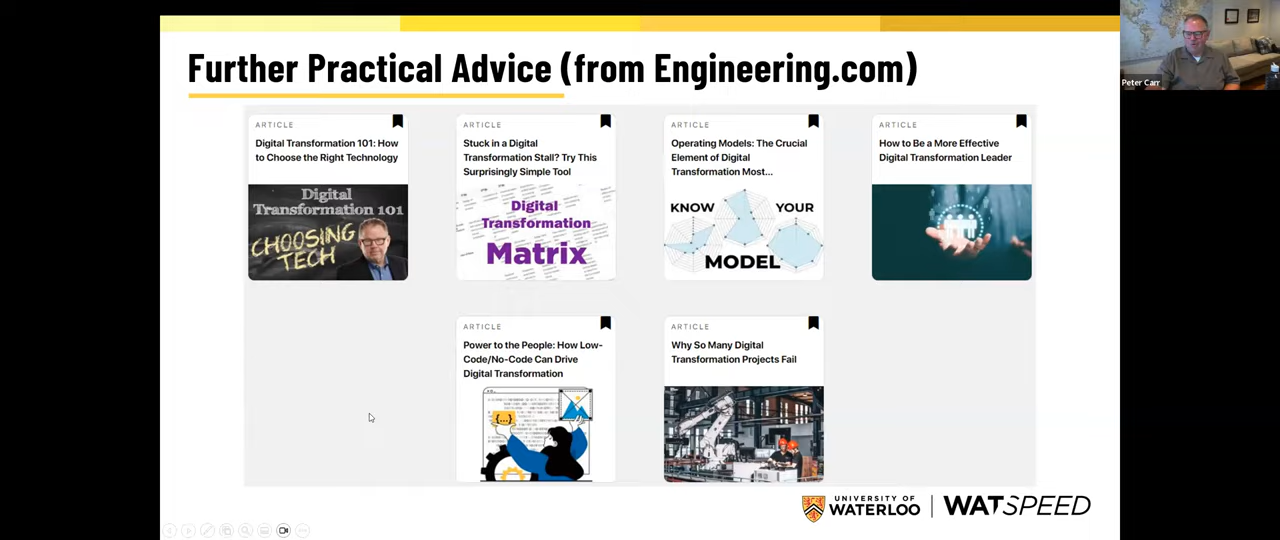 Further Practical Advice (from Engineering.com)
Peter Carr
ARTICLE
Digital Transformation 101: How
to Choose the Right Technology
Digital
Transformation 101
CHOOSING
TECH
ARTICLE
Stuck in a Digital
Transformation Stall? Try This
Surprisingly Simple Tool
Digital
Transformation
Matrix
ARTICLE
Operating Models: The Crucial
Element of Digital
Transformation Most...
KNOW YOUR
MODEL
ARTICLE
How to Be a More Effective
Digital Transformation Leader
ARTICLE
Power to the People: How Low-
Code/No-Code Can Drive
Digital Transformation
{...}
ARTICLE
Why So Many Digital
Transformation Projects Fail
UNIVERSITY OF
WATERLOO
WATSPEED